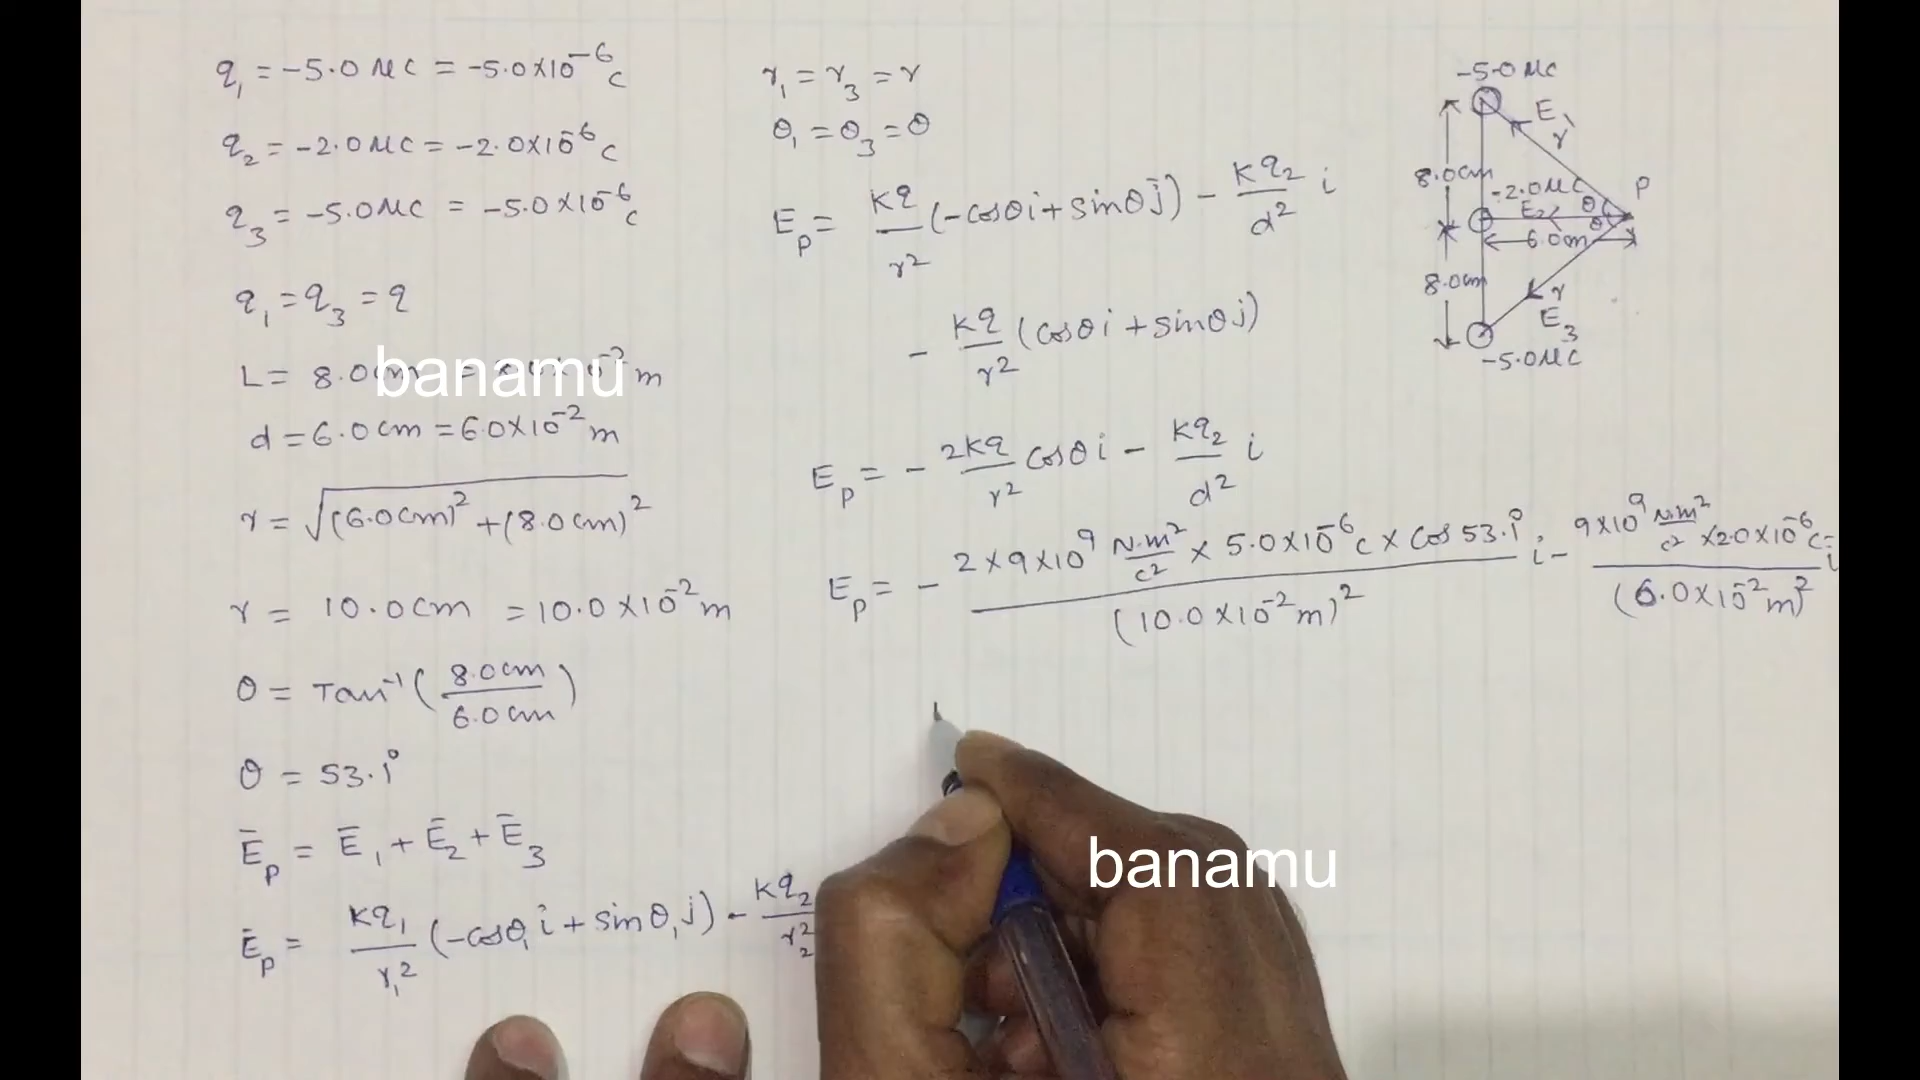 q₁ = -5.0 μC = -5.0×10⁻⁶ C
q₂ = -2.0 μC = -2.0×10⁻⁶ C
q₃ = -5.0 μC = -5.0×10⁻⁶ C
q₁ = q₃ = q
L = 8.0 cm = m
banamu
d = 6.0 cm = 6.0×10⁻² m
r = √((6.0 cm)² + (8.0 cm)²)
r = 10.0 cm = 10.0×10⁻² m
θ = Tan⁻¹ (8.0 cm / 6.0 cm)
θ = 53.1°
E̅p = E̅₁ + E̅₂ + E̅₃
E̅p = kq₁/r₁² (-cosθ₁ i + sinθ₁ j) - kq₂/r₂²
r₁ = r₃ = r
θ₁ = θ₃ = θ
Ep = kq/r² (-cosθ i + sinθ j) - kq₂/d² i
- kq/r² (cosθ i + sinθ j)
Ep = - 2kq/r² cosθ i - kq₂/d² i
Ep = - 2×9×10⁹ N·m²/C² × 5.0×10⁻⁶ C × cos 53.1° / (10.0×10⁻² m)² i - 9×10⁹ N·m²/C² × 2.0×10⁻⁶ C / (6.0×10⁻² m)² i
-5.0 μC
E₁
r
8.0 cm
-2.0 μC
P
E₂
θ
θ
6.0 cm
8.0 cm
r
E₃
-5.0 μC
banamu